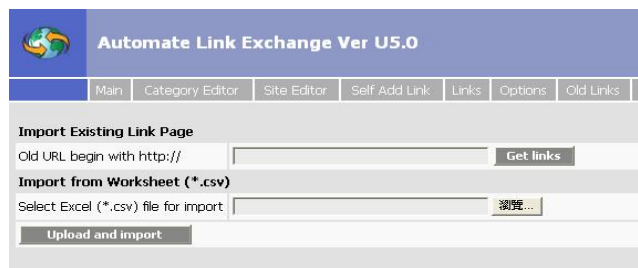 Automate Link Exchange Ver U5.0
Main Category Editor Site Editor Self Add Link Links Options Old Links
Import Existing Link Page
Old URL begin with http:// Get links
Import from Worksheet (*.csv)
Select Excel (*.csv) file for import 瀏覽...
Upload and import